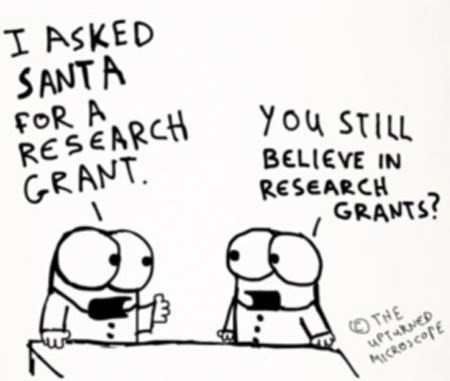 I ASKED
SANTA
FOR A
RESEARCH
GRANT.
YOU STILL
BELIEVE IN
RESEARCH
GRANTS?
© THE
UPTURNED
MICROSCOPE